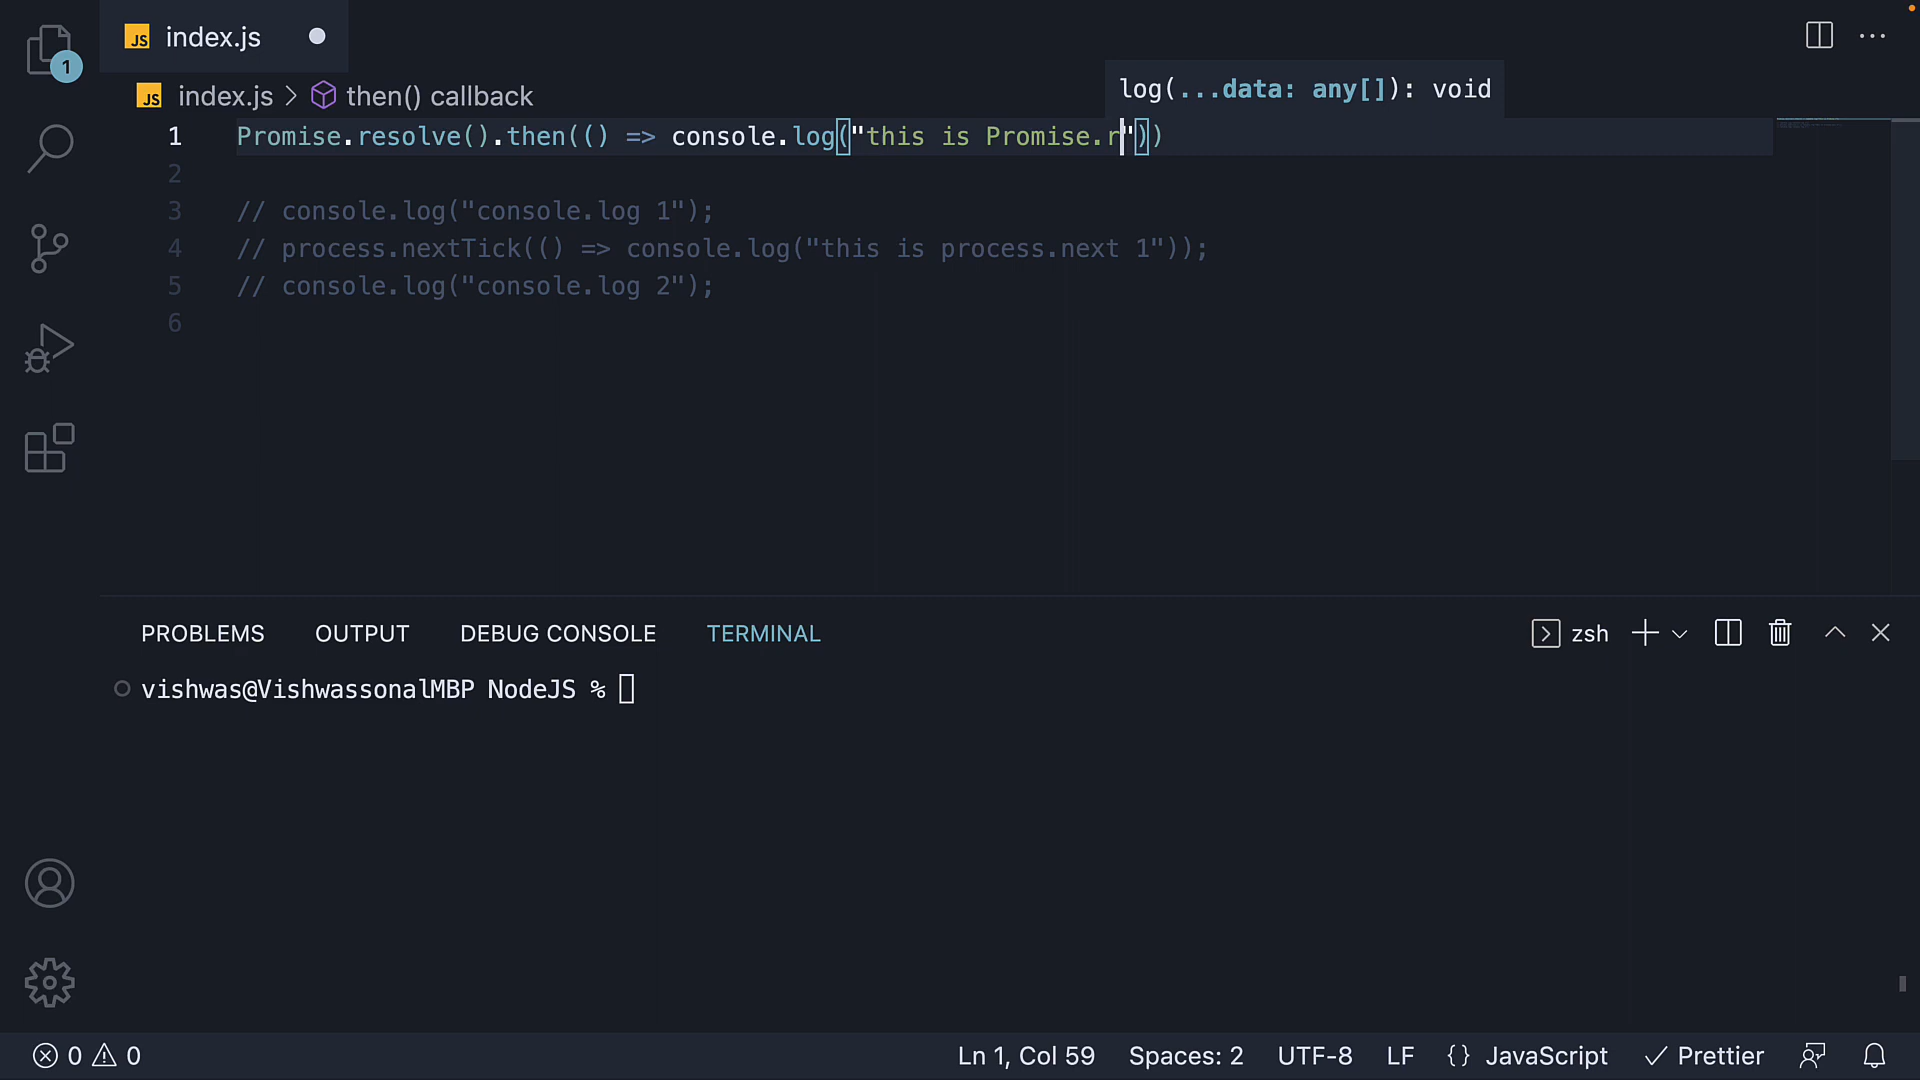 JS index.js
1
JS index.js > then() callback
log(...data: any[]): void
1 Promise.resolve().then(() => console.log("this is Promise.r"))
2
3 // console.log("console.log 1");
4 // process.nextTick(() => console.log("this is process.next 1"));
5 // console.log("console.log 2");
6
PROBLEMS OUTPUT DEBUG CONSOLE TERMINAL zsh
vishwas@VishwassonalMBP NodeJS %
0 0 Ln 1, Col 59 Spaces: 2 UTF-8 LF {} JavaScript Prettier